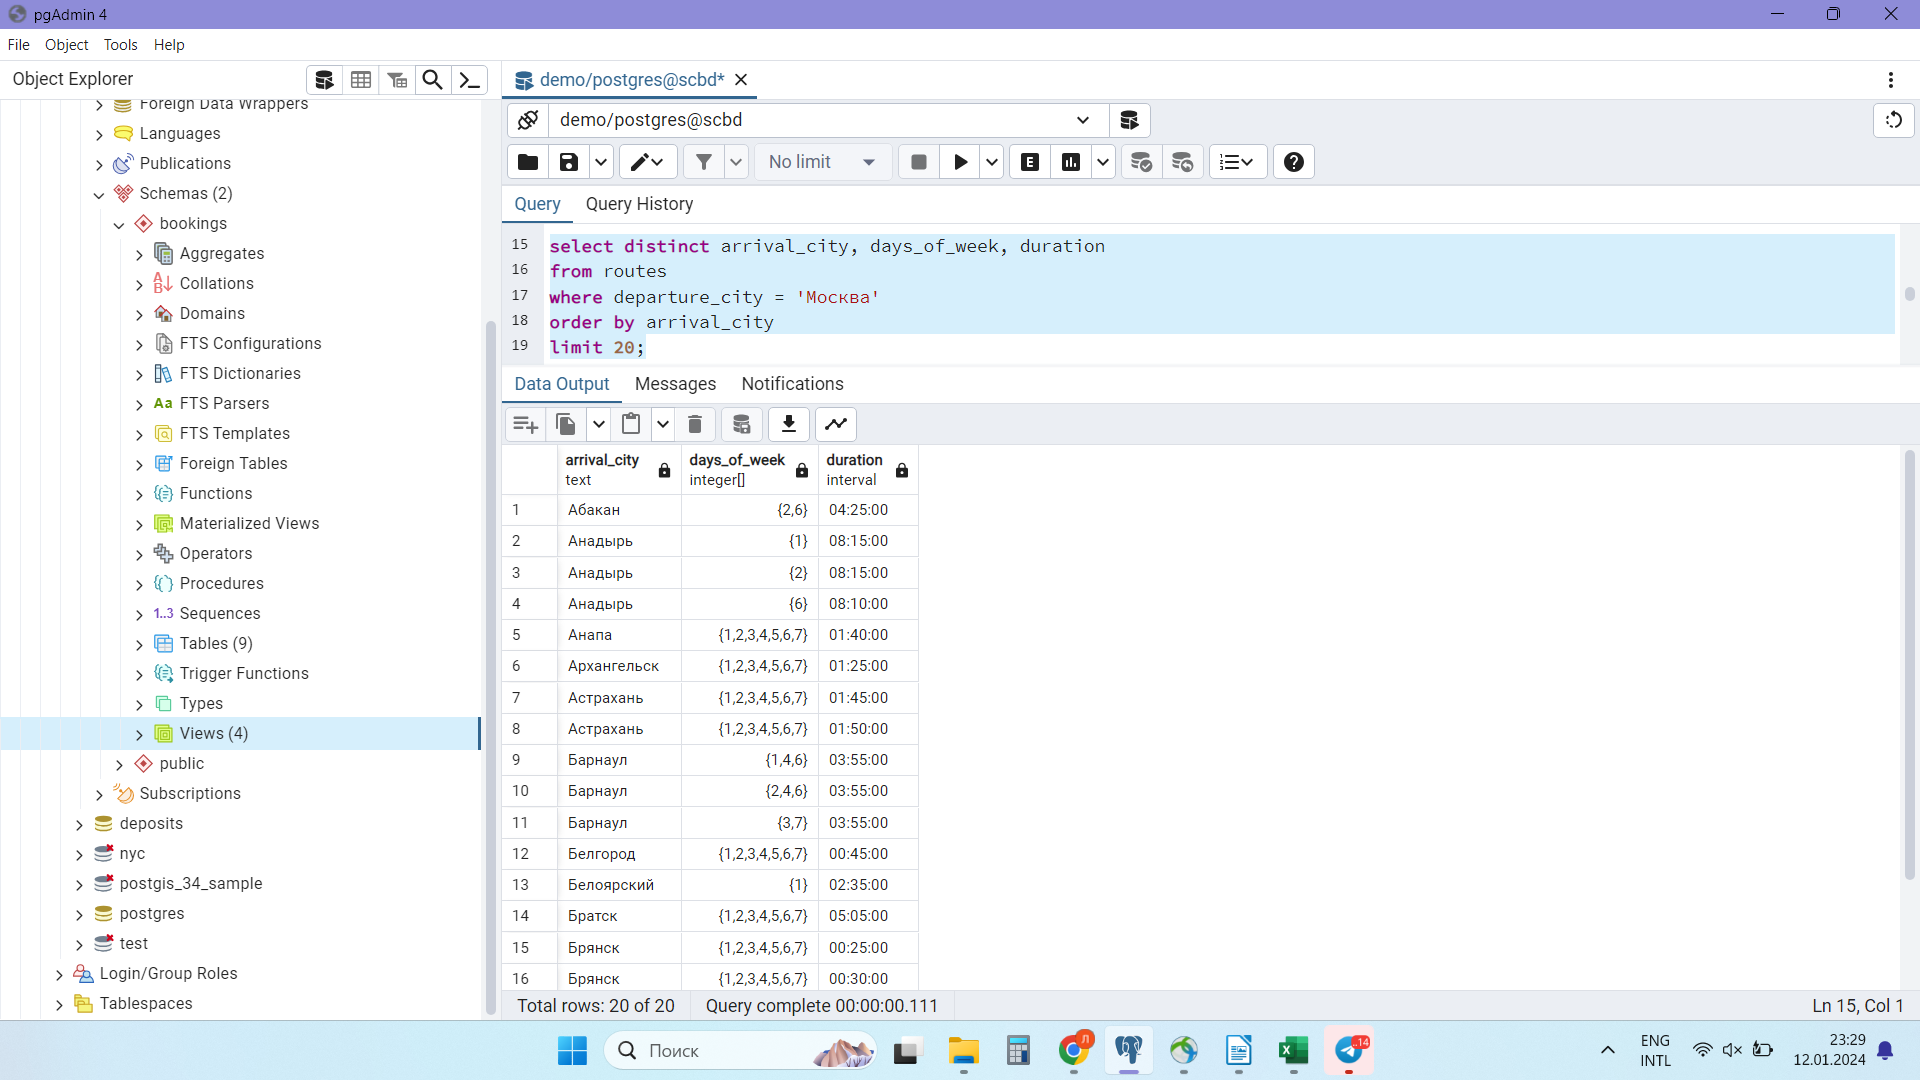 pgAdmin 4
File Object Tools Help
Object Explorer
Foreign Data Wrappers
Languages
Publications
Schemas (2)
bookings
Aggregates
Collations
Domains
FTS Configurations
FTS Dictionaries
Aa FTS Parsers
FTS Templates
Foreign Tables
Functions
Materialized Views
Operators
Procedures
1..3 Sequences
Tables (9)
Trigger Functions
Types
Views (4)
public
Subscriptions
deposits
nyc
postgis_34_sample
postgres
test
Login/Group Roles
Tablespaces
demo/postgres@scbd*
demo/postgres@scbd
No limit
E
Query Query History
15 select distinct arrival_city, days_of_week, duration
16 from routes
17 where departure_city = 'Москва'
18 order by arrival_city
19 limit 20;
Data Output Messages Notifications
arrival_city days_of_week duration
text integer[] interval
1 Абакан {2,6} 04:25:00
2 Анадырь {1} 08:15:00
3 Анадырь {2} 08:15:00
4 Анадырь {6} 08:10:00
5 Анапа {1,2,3,4,5,6,7} 01:40:00
6 Архангельск {1,2,3,4,5,6,7} 01:25:00
7 Астрахань {1,2,3,4,5,6,7} 01:45:00
8 Астрахань {1,2,3,4,5,6,7} 01:50:00
9 Барнаул {1,4,6} 03:55:00
10 Барнаул {2,4,6} 03:55:00
11 Барнаул {3,7} 03:55:00
12 Белгород {1,2,3,4,5,6,7} 00:45:00
13 Белоярский {1} 02:35:00
14 Братск {1,2,3,4,5,6,7} 05:05:00
15 Брянск {1,2,3,4,5,6,7} 00:25:00
16 Брянск {1,2,3,4,5,6,7} 00:30:00
Total rows: 20 of 20 Query complete 00:00:00.111 Ln 15, Col 1
Поиск
Л
14
ENG
INTL
23:29
12.01.2024